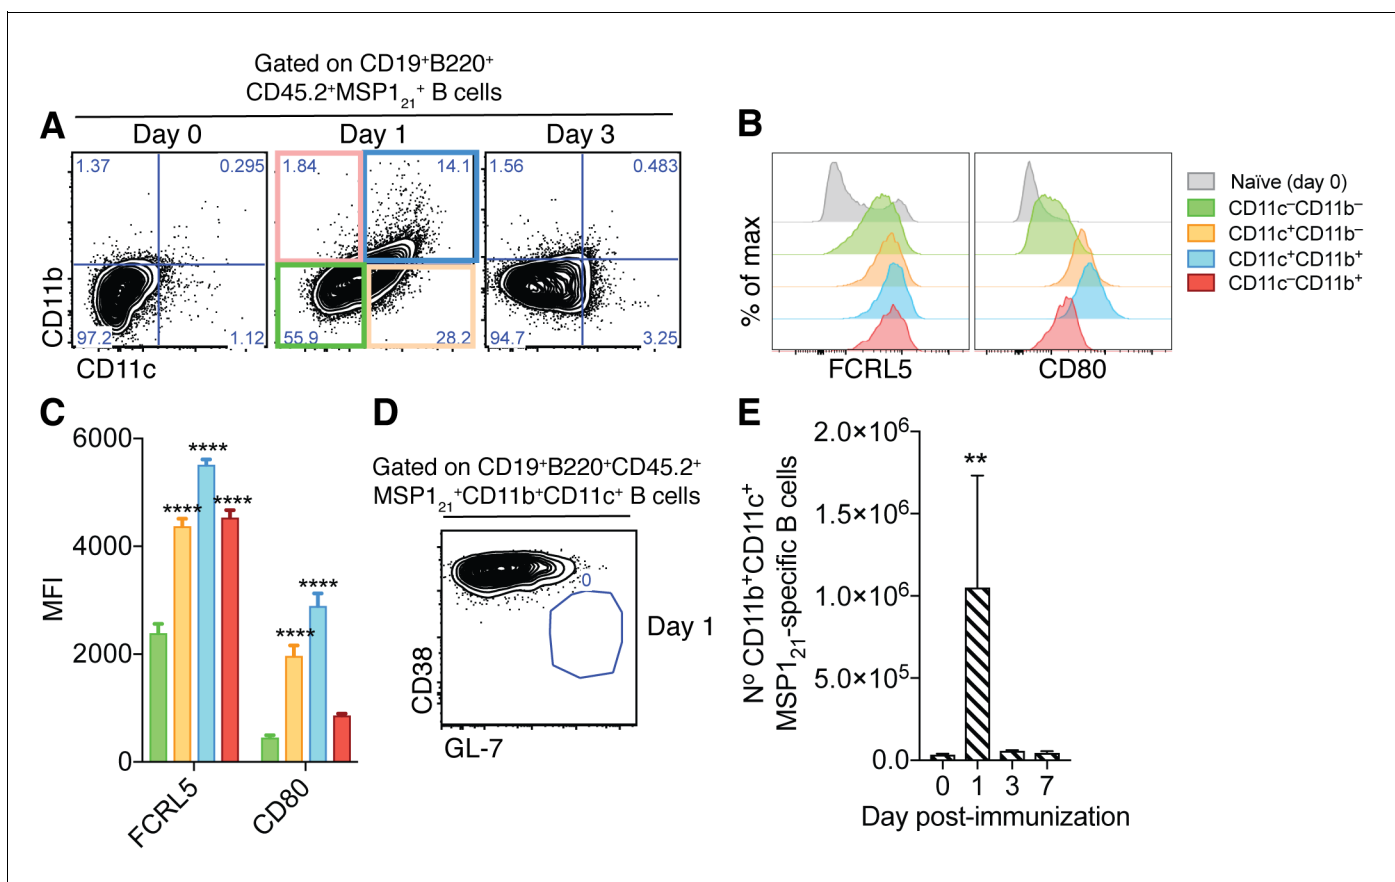 Gated on CD19⁺B220⁺
CD45.2⁺MSP1₂₁⁺ B cells
A
Day 0
Day 1
Day 3
1.37
0.295
1.84
14.1
1.56
0.483
97.2
1.12
55.9
28.2
94.7
3.25
CD11b
CD11c
B
% of max
FCRL5
CD80
Naïve (day 0)
CD11c⁻CD11b⁻
CD11c⁺CD11b⁻
CD11c⁺CD11b⁺
CD11c⁻CD11b⁺
C
6000
4000
2000
0
MFI
****
****
****
****
****
FCRL5
CD80
D
Gated on CD19⁺B220⁺CD45.2⁺
MSP1₂₁⁺CD11b⁺CD11c⁺ B cells
0
Day 1
CD38
GL-7
E
Nº CD11b⁺CD11c⁺
MSP1₂₁-specific B cells
2.0×10⁶
1.5×10⁶
1.0×10⁶
5.0×10⁵
0.0
**
0 1 3 7
Day post-immunization